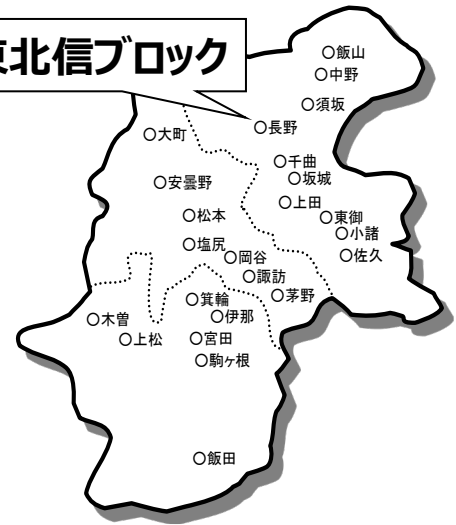 東北信ブロック
○飯山
○中野
○須坂
○長野
○大町
○千曲
○坂城
○安曇野
○上田
○松本
○東御
○小諸
○塩尻
○岡谷
○佐久
○諏訪
○茅野
○箕輪
○伊那
○木曽
○上松
○宮田
○駒ヶ根
○飯田